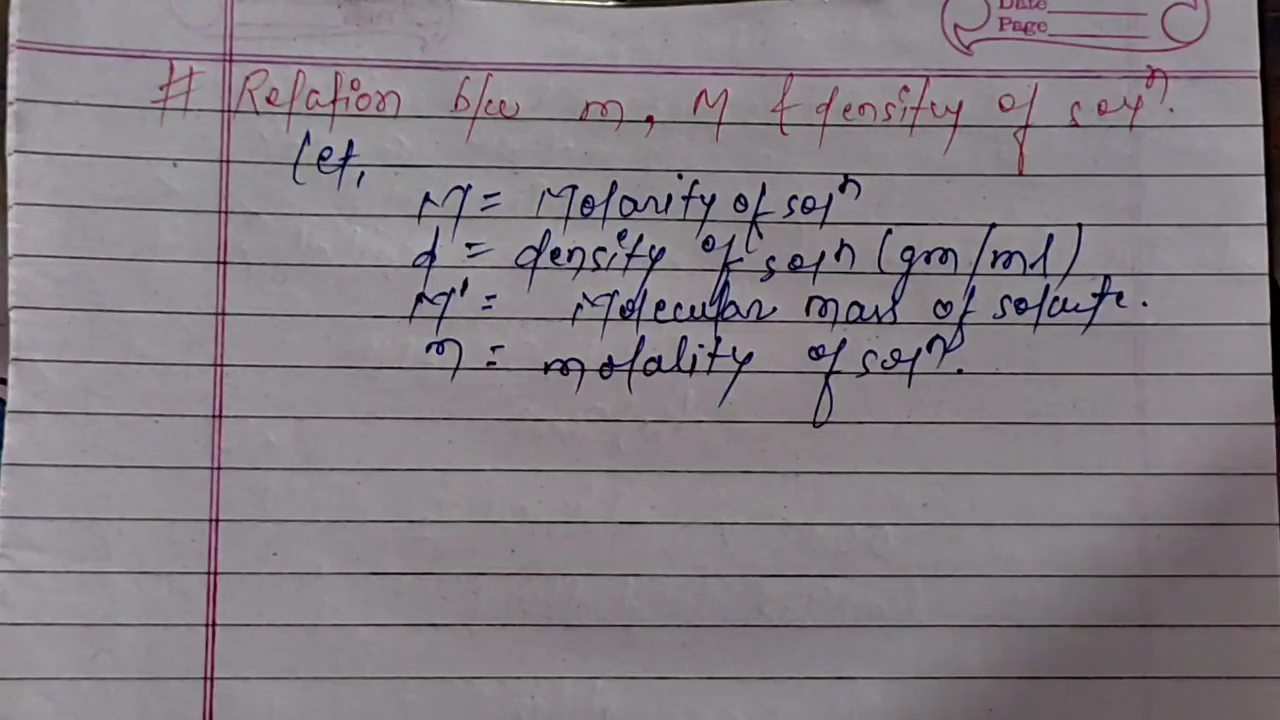 Date
Page
# Relation b/w m, M & density of solⁿ.
let,
M = Molarity of solⁿ
d = density of solⁿ (gm/ml)
M' = Molecular mass of solute.
m = molality of solⁿ.